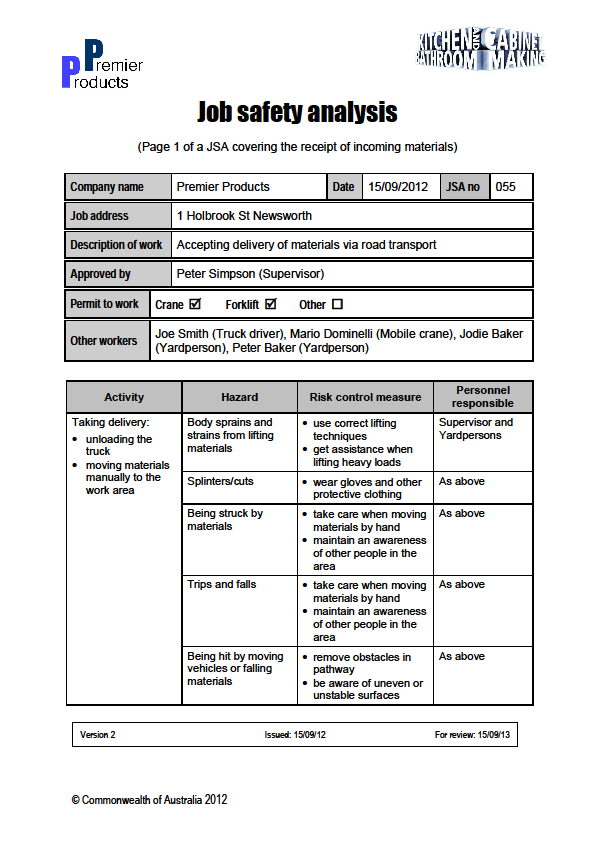 Premier
Products
KITCHEN AND CABINET
BATHROOM MAKING
Job safety analysis
(Page 1 of a JSA covering the receipt of incoming materials)
Company name Premier Products Date 15/09/2012 JSA no 055
Job address 1 Holbrook St Newsworth
Description of work Accepting delivery of materials via road transport
Approved by Peter Simpson (Supervisor)
Permit to work Crane ☑ Forklift ☑ Other ☐
Other workers Joe Smith (Truck driver), Mario Dominelli (Mobile crane), Jodie Baker
(Yardperson), Peter Baker (Yardperson)
Activity Hazard Risk control measure Personnel
responsible
Taking delivery:
• unloading the
truck
• moving materials
manually to the
work area
Body sprains and
strains from lifting
materials
• use correct lifting
techniques
• get assistance when
lifting heavy loads
Supervisor and
Yardpersons
Splinters/cuts
• wear gloves and other
protective clothing
As above
Being struck by
materials
• take care when moving
materials by hand
• maintain an awareness
of other people in the
area
As above
Trips and falls
• take care when moving
materials by hand
• maintain an awareness
of other people in the
area
As above
Being hit by moving
vehicles or falling
materials
• remove obstacles in
pathway
• be aware of uneven or
unstable surfaces
As above
Version 2 Issued: 15/09/12 For review: 15/09/13
© Commonwealth of Australia 2012